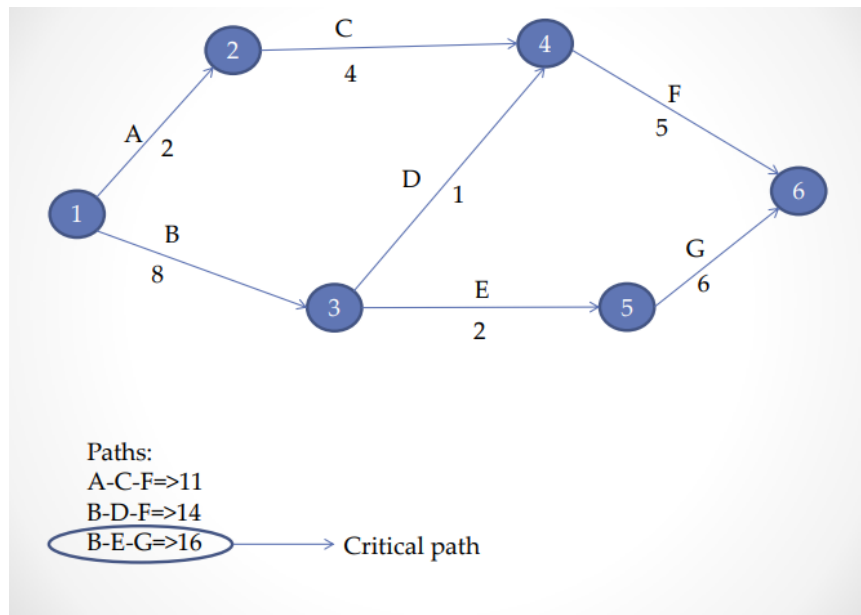 C
2
4
4
F
5
A
2
D
1
6
1
B
8
G
6
3
E
2
5
Paths:
A-C-F=>11
B-D-F=>14
B-E-G=>16
Critical path